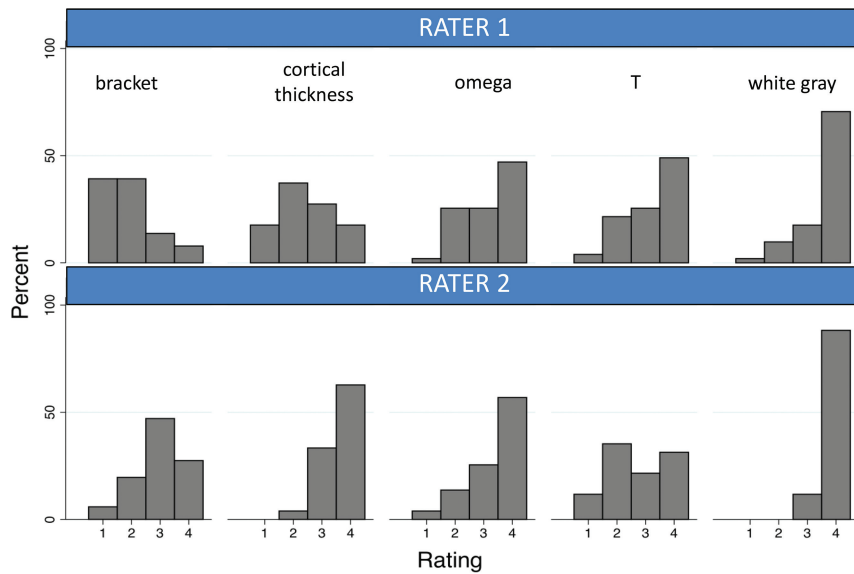 RATER 1
100
bracket
cortical
thickness
omega
T
white gray
50
0
RATER 2
Percent
100
50
0
1 2 3 4 1 2 3 4 1 2 3 4 1 2 3 4 1 2 3 4
Rating